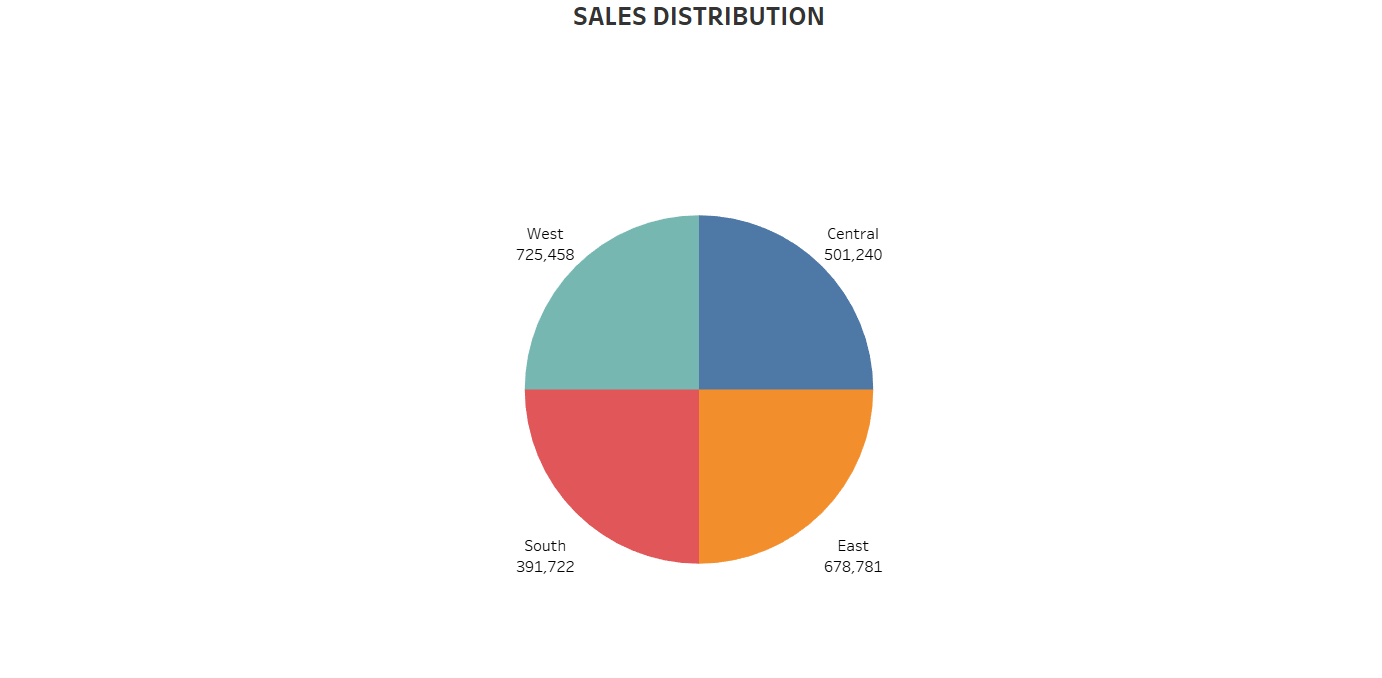 SALES DISTRIBUTION
West
725,458
Central
501,240
South
391,722
East
678,781